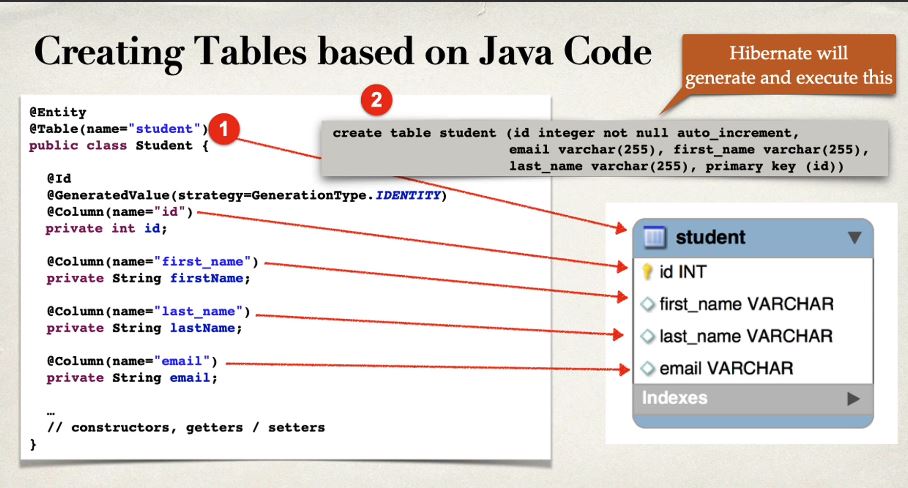 Creating Tables based on Java Code
Hibernate will
generate and execute this
2
create table student (id integer not null auto_increment,
email varchar(255), first_name varchar(255),
last_name varchar(255), primary key (id))
@Entity
@Table(name="student")
1
public class Student {
@Id
@GeneratedValue(strategy=GenerationType.IDENTITY)
@Column(name="id")
private int id;
@Column(name="first_name")
private String firstName;
@Column(name="last_name")
private String lastName;
@Column(name="email")
private String email;
…
// constructors, getters / setters
}
student
id INT
first_name VARCHAR
last_name VARCHAR
email VARCHAR
Indexes